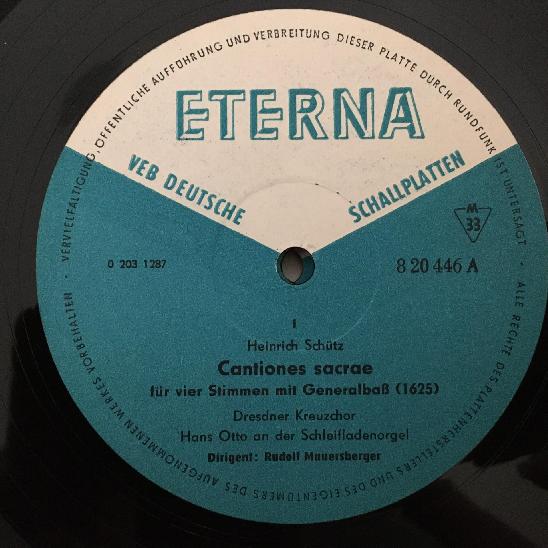 VERVIELFÄLTIGUNG, ÖFFENTLICHE AUFFÜHRUNG UND VERBREITUNG DIESER PLATTE DURCH RUNDFUNK IST UNTERSAGT · ALLE RECHTE DES PLATTENHERSTELLERS UND DES EIGENTÜMERS DES AUFGENOMMENEN WERKES VORBEHALTEN ·
ETERNA
VEB DEUTSCHE SCHALLPLATTEN
M 33
0 203 1287
8 20 446 A
I
Heinrich Schütz
Cantiones sacrae
für vier Stimmen mit Generalbaß (1625)
Dresdner Kreuzchor
Hans Otto an der Schleifladenorgel
Dirigent: Rudolf Mauersberger